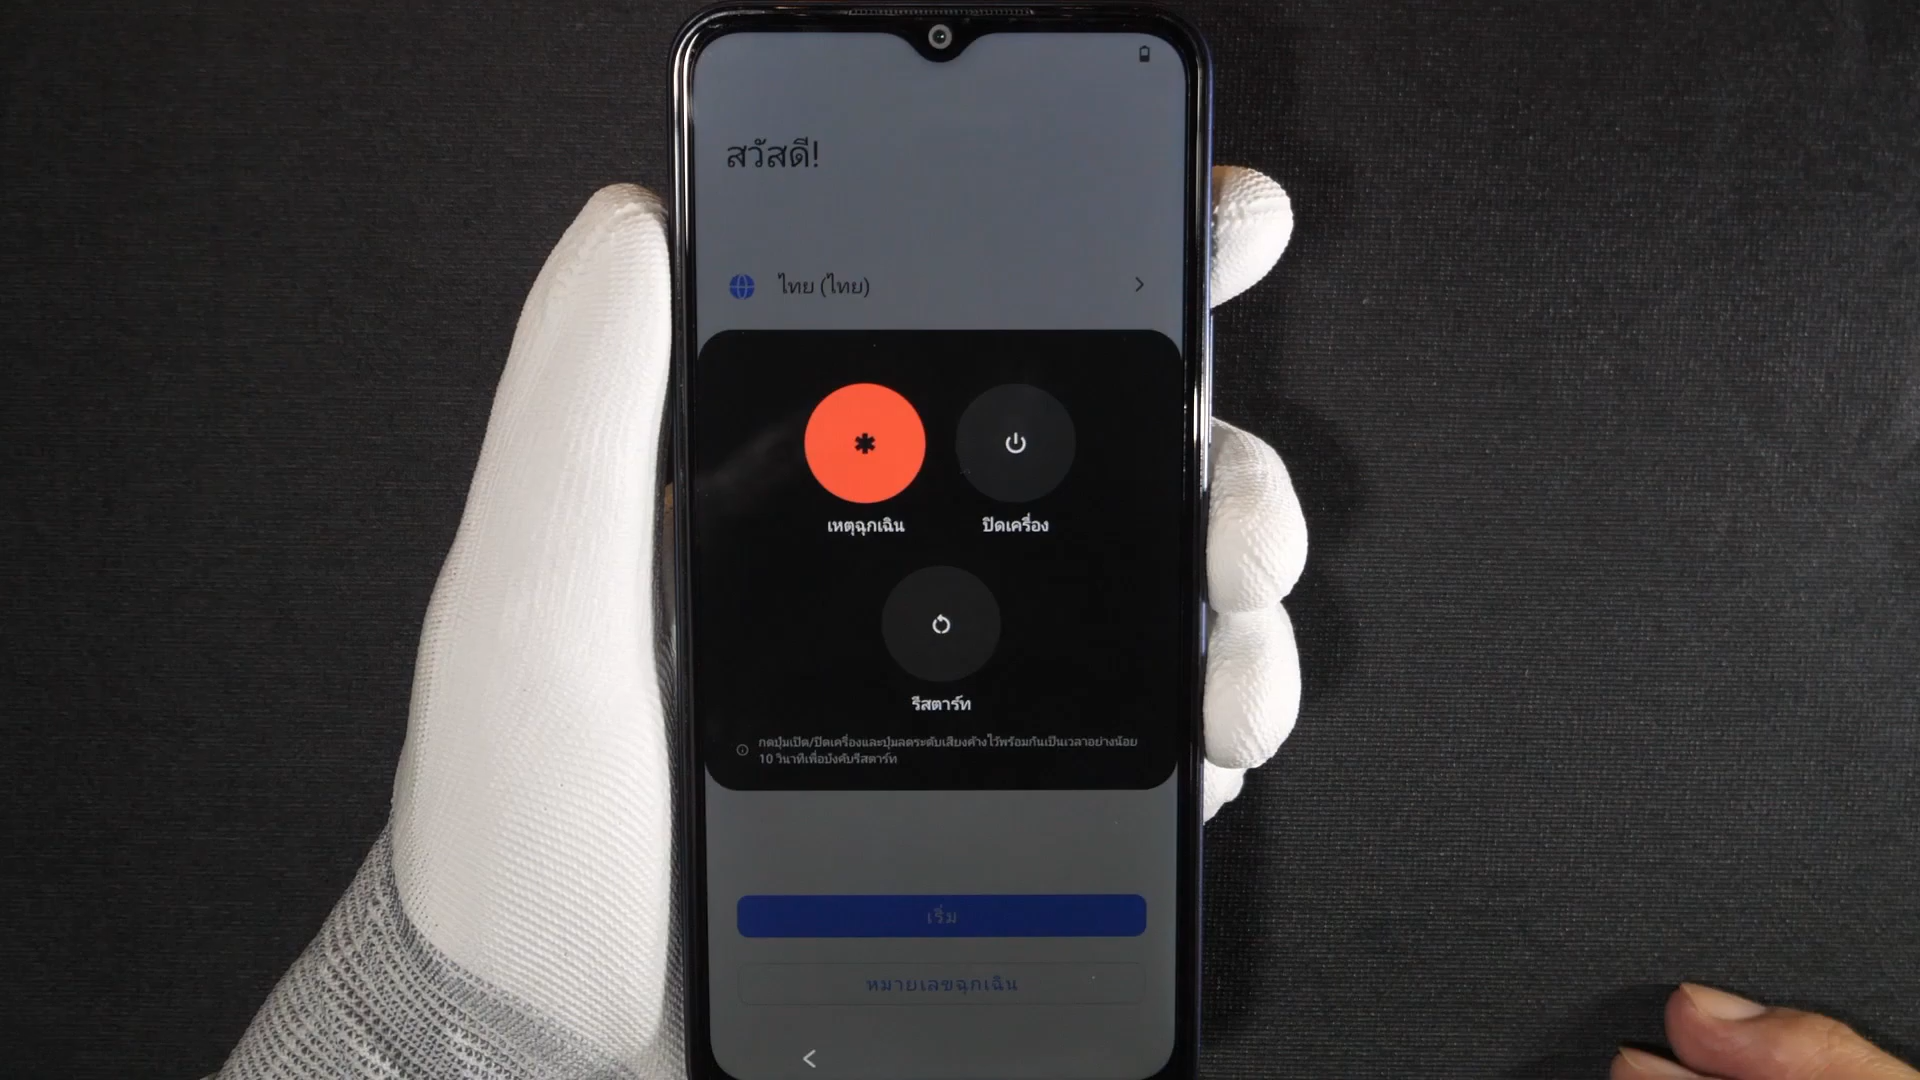 สวัสดี!
ไทย (ไทย)
เหตุฉุกเฉิน
ปิดเครื่อง
รีสตาร์ท
กดปุ่มเปิด/ปิดเครื่องและปุ่มลดระดับเสียงค้างไว้พร้อมกันเป็นเวลาอย่างน้อย
10 วินาทีเพื่อบังคับรีสตาร์ท
เริ่ม
หมายเลขฉุกเฉิน